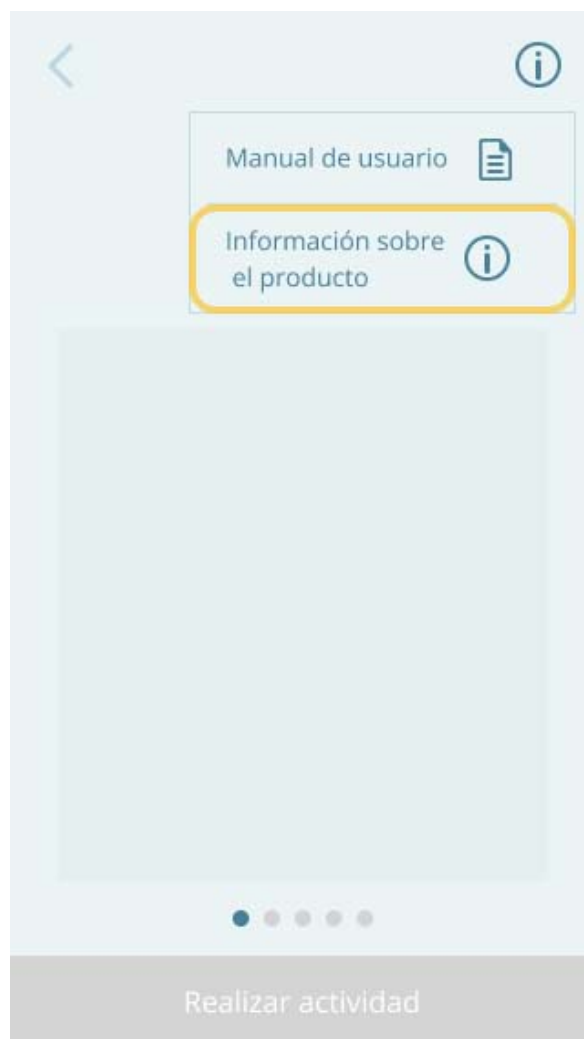 Manual de usuario
Información sobre
el producto
Realizar actividad